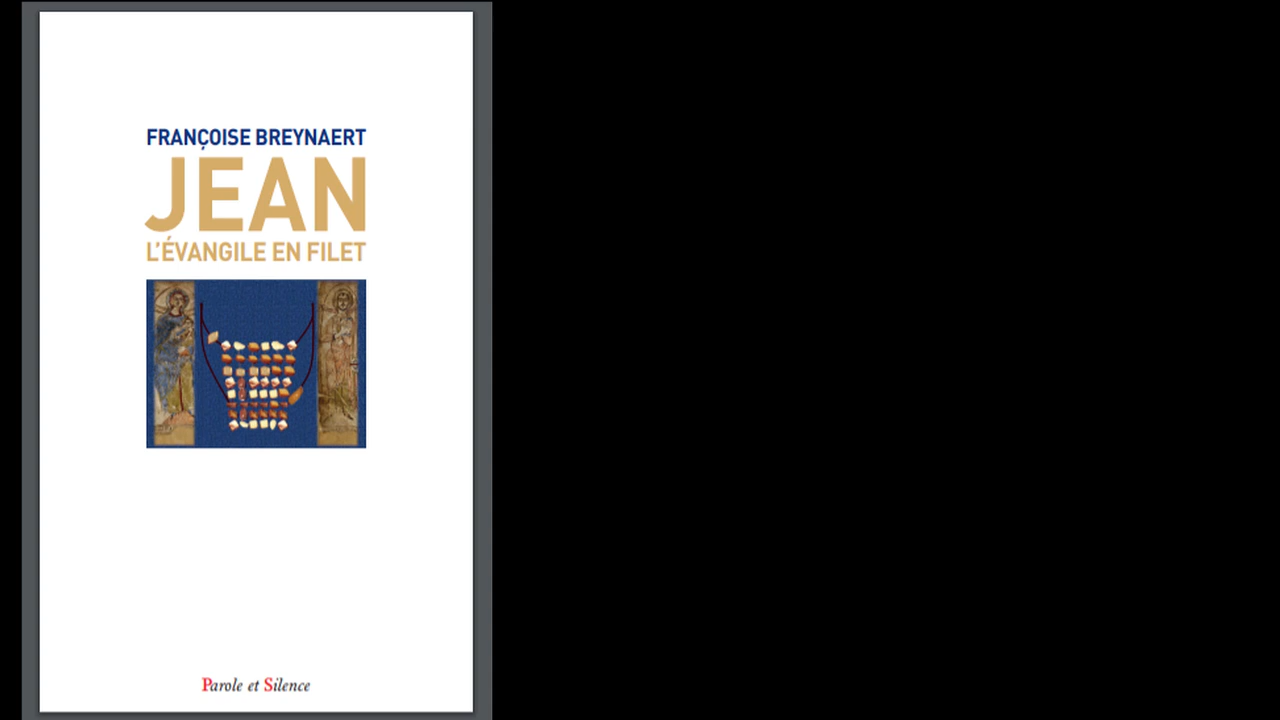 FRANÇOISE BREYNAERT
JEAN
L'ÉVANGILE EN FILET
Parole et Silence